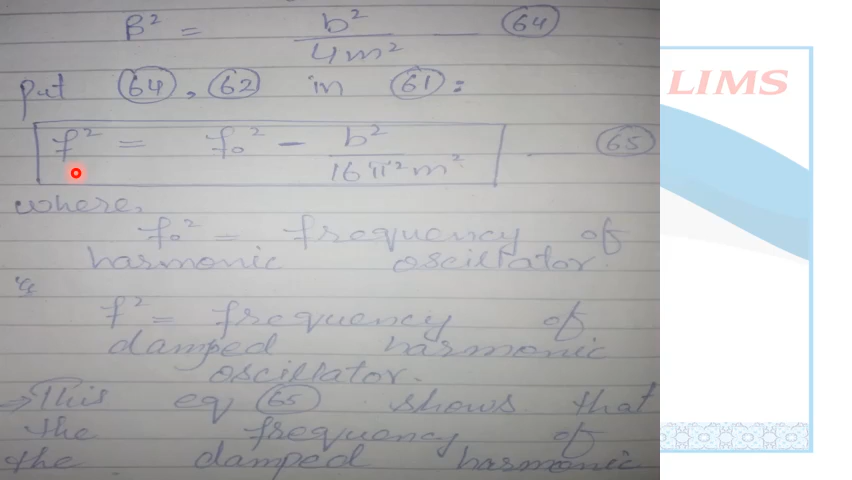 β² = b²/4m² — (64)
put (64), (62) in (61) :
f² = f₀² - b²/16π²m² — (65)
where,
f₀² = frequency of
harmonic oscillator.
&
f² = frequency of
damped harmonic
oscillator.
⇒ This eq (65) shows that
the frequency of
the damped harmonic
LIMS